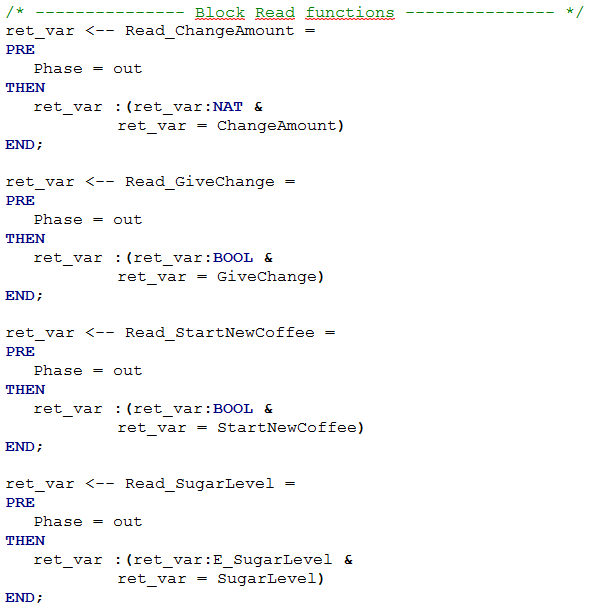 /* --------------- Block Read functions --------------- */
ret_var <-- Read_ChangeAmount =
PRE
   Phase = out
THEN
   ret_var :(ret_var:NAT &
            ret_var = ChangeAmount)
END;

ret_var <-- Read_GiveChange =
PRE
   Phase = out
THEN
   ret_var :(ret_var:BOOL &
            ret_var = GiveChange)
END;

ret_var <-- Read_StartNewCoffee =
PRE
   Phase = out
THEN
   ret_var :(ret_var:BOOL &
            ret_var = StartNewCoffee)
END;

ret_var <-- Read_SugarLevel =
PRE
   Phase = out
THEN
   ret_var :(ret_var:E_SugarLevel &
            ret_var = SugarLevel)
END;